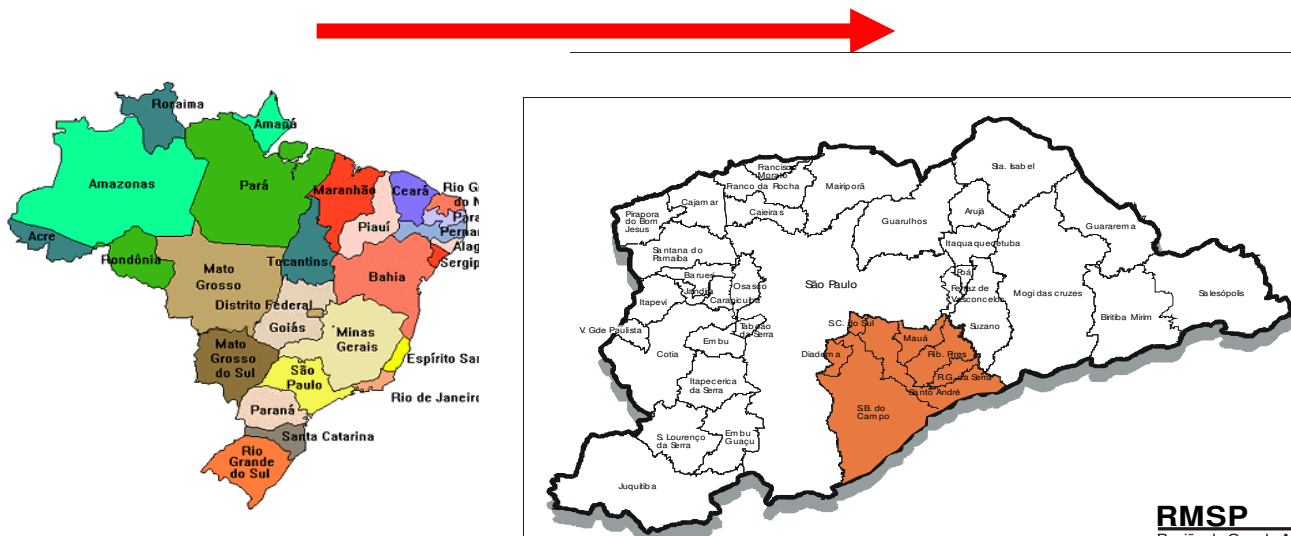 Roraima
Amapá
Amazonas
Pará
Maranhão
Ceará
Rio G
do N
Para
Piauí
Pernan
Alag
Sergip
Acre
Rondônia
Tocantins
Mato
Grosso
Bahia
Distrito Federal
Goiás
Minas
Gerais
Mato
Grosso
do Sul
Espírito San
São
Paulo
Rio de Janeiro
Paraná
Santa Catarina
Rio
Grande
do Sul
Francisco
Morato
Franco da Rocha
Mairiporã
Sta. Isabel
Cajamar
Caieiras
Pirapora
do Bom
Jesus
Guarulhos
Arujá
Guararema
Santana do
Parnaiba
Itaquaquecetuba
Barueri
Jandira
Osasco
Itapevi
Carapicuiba
São Paulo
Poá
Ferraz de
Vasconcelos
Mogi das cruzes
Salesópolis
Biritiba Mirim
V. Gde Paulista
Taboão
da Serra
Embu
Cotia
S.C. do Sul
Mauá
Suzano
Diadema
Rib. Pires
R.G. da Serra
Santo André
Itapecerica
da Serra
S.B. do
Campo
S. Lourenço
da Serra
Embu
Guaçu
Juquitiba
RMSP